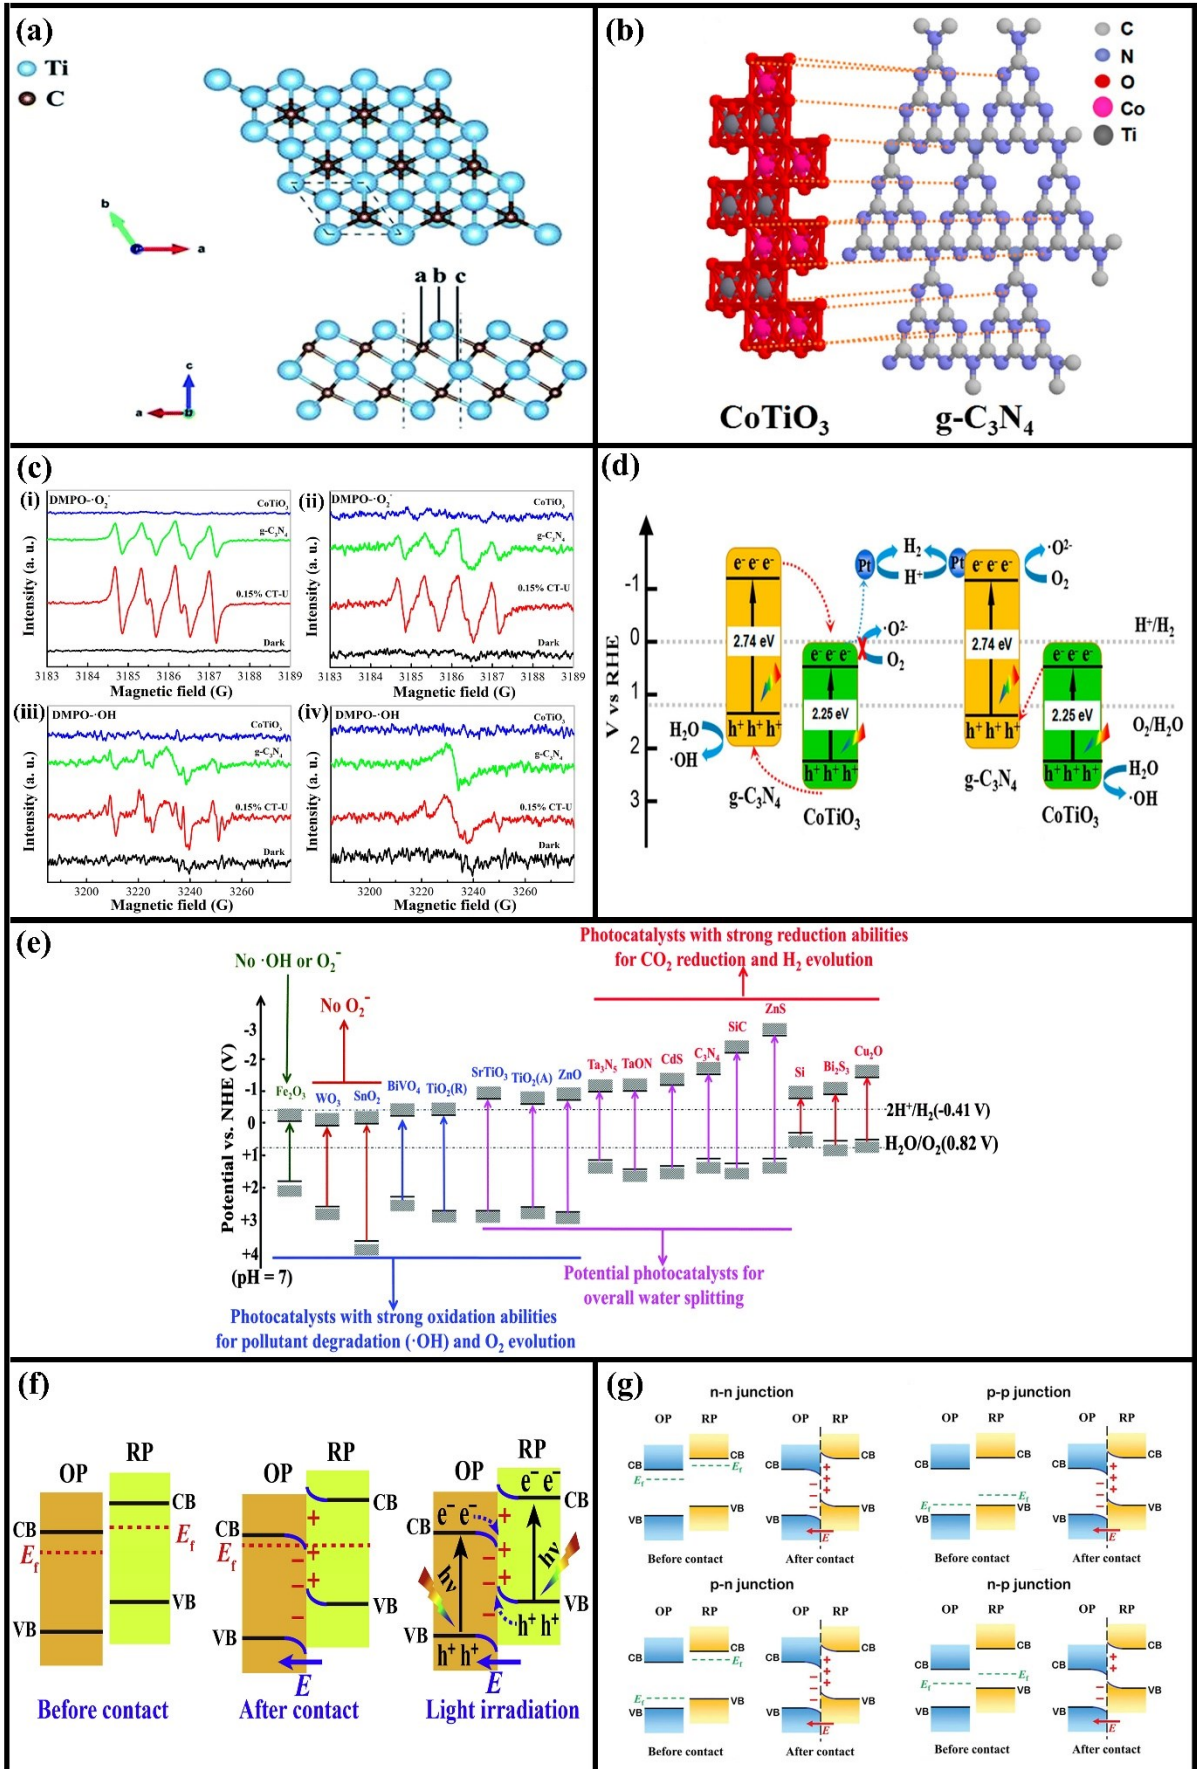 (a)
Ti
C
b
a
a b c
c
a
b
(b)
C
N
O
Co
Ti
CoTiO₃
g-C₃N₄
(c)
(i) DMPO-·O₂⁻
CoTiO₃
g-C₃N₄
0.15% CT-U
Dark
Intensity (a. u.)
3183 3184 3185 3186 3187 3188 3189
Magnetic field (G)
(ii) DMPO-·O₂⁻
CoTiO₃
g-C₃N₄
0.15% CT-U
Dark
Intensity (a. u.)
3183 3184 3185 3186 3187 3188 3189
Magnetic field (G)
(iii) DMPO-·OH
CoTiO₃
g-C₃N₄
0.15% CT-U
Dark
Intensity (a. u.)
3200 3220 3240 3260
Magnetic field (G)
(iv) DMPO-·OH
CoTiO₃
g-C₃N₄
0.15% CT-U
Dark
Intensity (a. u.)
3200 3220 3240 3260
Magnetic field (G)
(d)
V vs RHE
-1
0
1
2
3
e⁻ e⁻ e⁻
2.74 eV
h⁺ h⁺ h⁺
H₂O
·OH
g-C₃N₄
e⁻ e⁻ e⁻
2.25 eV
h⁺ h⁺ h⁺
CoTiO₃
·O²⁻
O₂
Pt
H₂
H⁺
Pt
e⁻ e⁻ e⁻
2.74 eV
h⁺ h⁺ h⁺
g-C₃N₄
·O²⁻
O₂
H⁺/H₂
e⁻ e⁻ e⁻
2.25 eV
h⁺ h⁺ h⁺
CoTiO₃
O₂/H₂O
H₂O
·OH
(e)
Photocatalysts with strong reduction abilities
for CO₂ reduction and H₂ evolution
No ·OH or O₂⁻
No O₂⁻
Potential vs. NHE (V)
-3
-2
-1
0
+1
+2
+3
+4
(pH = 7)
Fe₂O₃
WO₃
SnO₂
BiVO₄
TiO₂(R)
SrTiO₃
TiO₂(A)
ZnO
Ta₃N₅
TaON
CdS
C₃N₄
SiC
ZnS
Si
Bi₂S₃
Cu₂O
2H⁺/H₂(-0.41 V)
H₂O/O₂(0.82 V)
Potential photocatalysts for
overall water splitting
Photocatalysts with strong oxidation abilities
for pollutant degradation (·OH) and O₂ evolution
(f)
OP RP
CB
CB
Ef
Ef
VB
VB
Before contact
OP RP
CB
CB
Ef
VB
VB
+
+
+
−
−
−
E
After contact
OP RP
e⁻ e⁻
CB
e⁻ e⁻
CB
hν
hν
VB
h⁺ h⁺
VB
h⁺ h⁺
+
+
+
−
−
−
E
Light irradiation
(g)
n-n junction
OP RP
CB
CB
Ef
Ef
VB
VB
Before contact
OP RP
CB
CB
+
+
+
−
−
−
VB
VB
E
After contact
p-p junction
OP RP
CB
CB
Ef
Ef
VB
VB
Before contact
OP RP
CB
CB
+
+
+
−
−
−
VB
VB
E
After contact
p-n junction
OP RP
CB
CB
Ef
Ef
VB
VB
Before contact
OP RP
CB
CB
+
+
+
−
−
−
VB
VB
E
After contact
n-p junction
OP RP
CB
CB
Ef
Ef
VB
VB
Before contact
OP RP
CB
CB
+
+
−
−
VB
VB
E
After contact